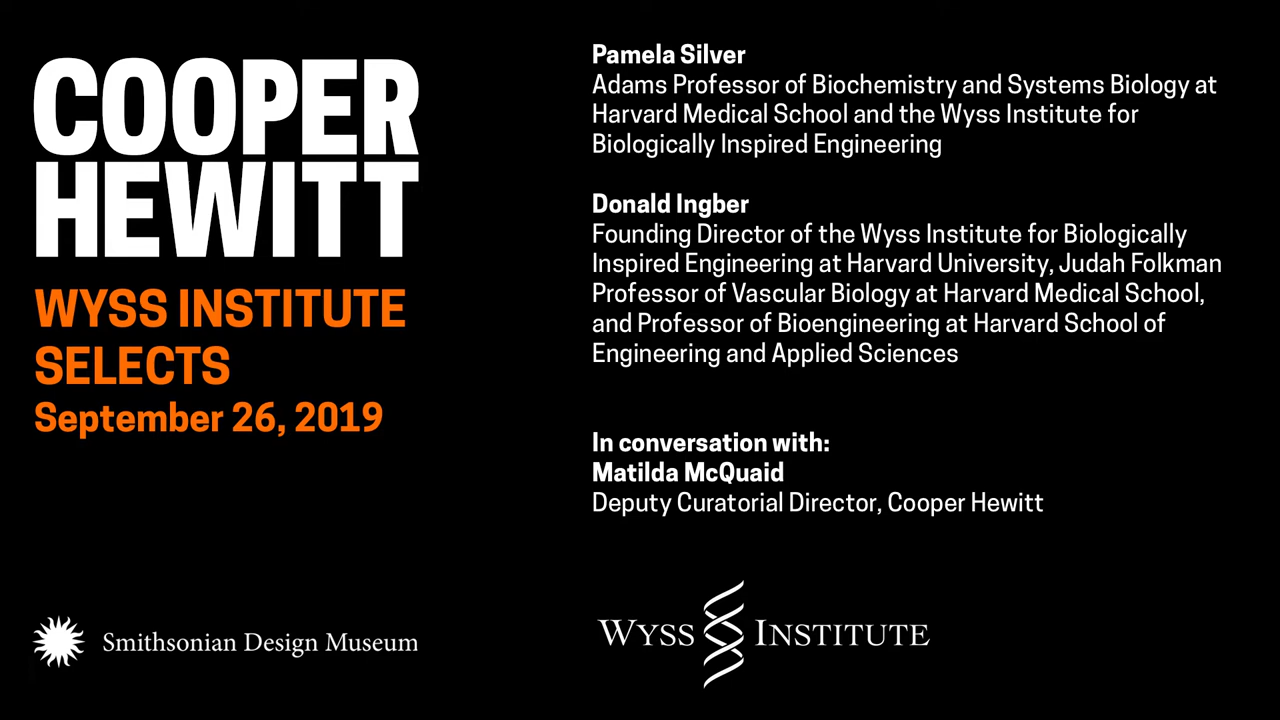 COOPER
HEWITT
WYSS INSTITUTE
SELECTS
September 26, 2019
Smithsonian Design Museum
Pamela Silver
Adams Professor of Biochemistry and Systems Biology at
Harvard Medical School and the Wyss Institute for
Biologically Inspired Engineering
Donald Ingber
Founding Director of the Wyss Institute for Biologically
Inspired Engineering at Harvard University, Judah Folkman
Professor of Vascular Biology at Harvard Medical School,
and Professor of Bioengineering at Harvard School of
Engineering and Applied Sciences
In conversation with:
Matilda McQuaid
Deputy Curatorial Director, Cooper Hewitt
WYSS INSTITUTE